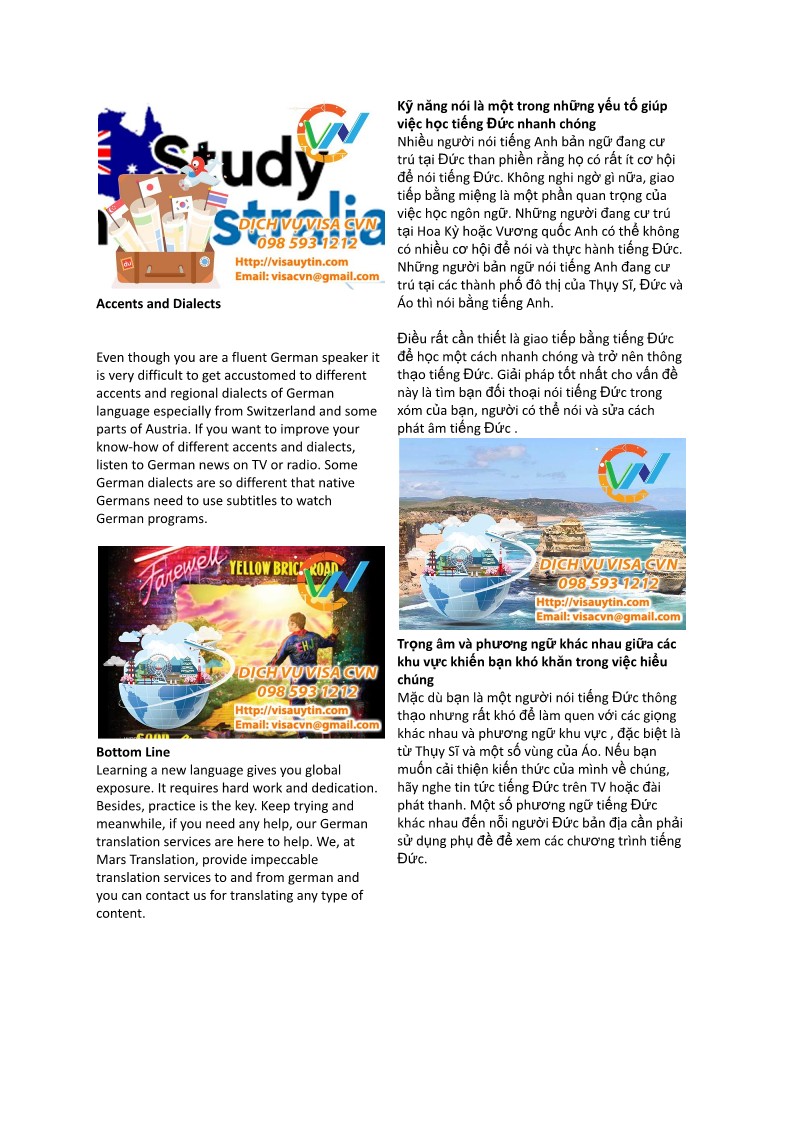 Study
stralia
CVN
DỊCH VỤ VISA CVN
098 593 1212
Http://visauytin.com
Email: visacvn@gmail.com
Accents and Dialects
Even though you are a fluent German speaker it
is very difficult to get accustomed to different
accents and regional dialects of German
language especially from Switzerland and some
parts of Austria. If you want to improve your
know-how of different accents and dialects,
listen to German news on TV or radio. Some
German dialects are so different that native
Germans need to use subtitles to watch
German programs.
Farewell YELLOW BRICK ROAD
CVN
DỊCH VỤ VISA CVN
098 593 1212
Http://visauytin.com
Email: visacvn@gmail.com
Bottom Line
Learning a new language gives you global
exposure. It requires hard work and dedication.
Besides, practice is the key. Keep trying and
meanwhile, if you need any help, our German
translation services are here to help. We, at
Mars Translation, provide impeccable
translation services to and from german and
you can contact us for translating any type of
content.
Kỹ năng nói là một trong những yếu tố giúp
việc học tiếng Đức nhanh chóng
Nhiều người nói tiếng Anh bản ngữ đang cư
trú tại Đức than phiền rằng họ có rất ít cơ hội
để nói tiếng Đức. Không nghi ngờ gì nữa, giao
tiếp bằng miệng là một phần quan trọng của
việc học ngôn ngữ. Những người đang cư trú
tại Hoa Kỳ hoặc Vương quốc Anh có thể không
có nhiều cơ hội để nói và thực hành tiếng Đức.
Những người bản ngữ nói tiếng Anh đang cư
trú tại các thành phố đô thị của Thụy Sĩ, Đức và
Áo thì nói bằng tiếng Anh.
Điều rất cần thiết là giao tiếp bằng tiếng Đức
để học một cách nhanh chóng và trở nên thông
thạo tiếng Đức. Giải pháp tốt nhất cho vấn đề
này là tìm bạn đối thoại nói tiếng Đức trong
xóm của bạn, người có thể nói và sửa cách
phát âm tiếng Đức .
CVN
DỊCH VỤ VISA CVN
098 593 1212
Http://visauytin.com
Email: visacvn@gmail.com
Trọng âm và phương ngữ khác nhau giữa các
khu vực khiến bạn khó khăn trong việc hiểu
chúng
Mặc dù bạn là một người nói tiếng Đức thông
thạo nhưng rất khó để làm quen với các giọng
khác nhau và phương ngữ khu vực , đặc biệt là
từ Thụy Sĩ và một số vùng của Áo. Nếu bạn
muốn cải thiện kiến thức của mình về chúng,
hãy nghe tin tức tiếng Đức trên TV hoặc đài
phát thanh. Một số phương ngữ tiếng Đức
khác nhau đến nỗi người Đức bản địa cần phải
sử dụng phụ đề để xem các chương trình tiếng
Đức.